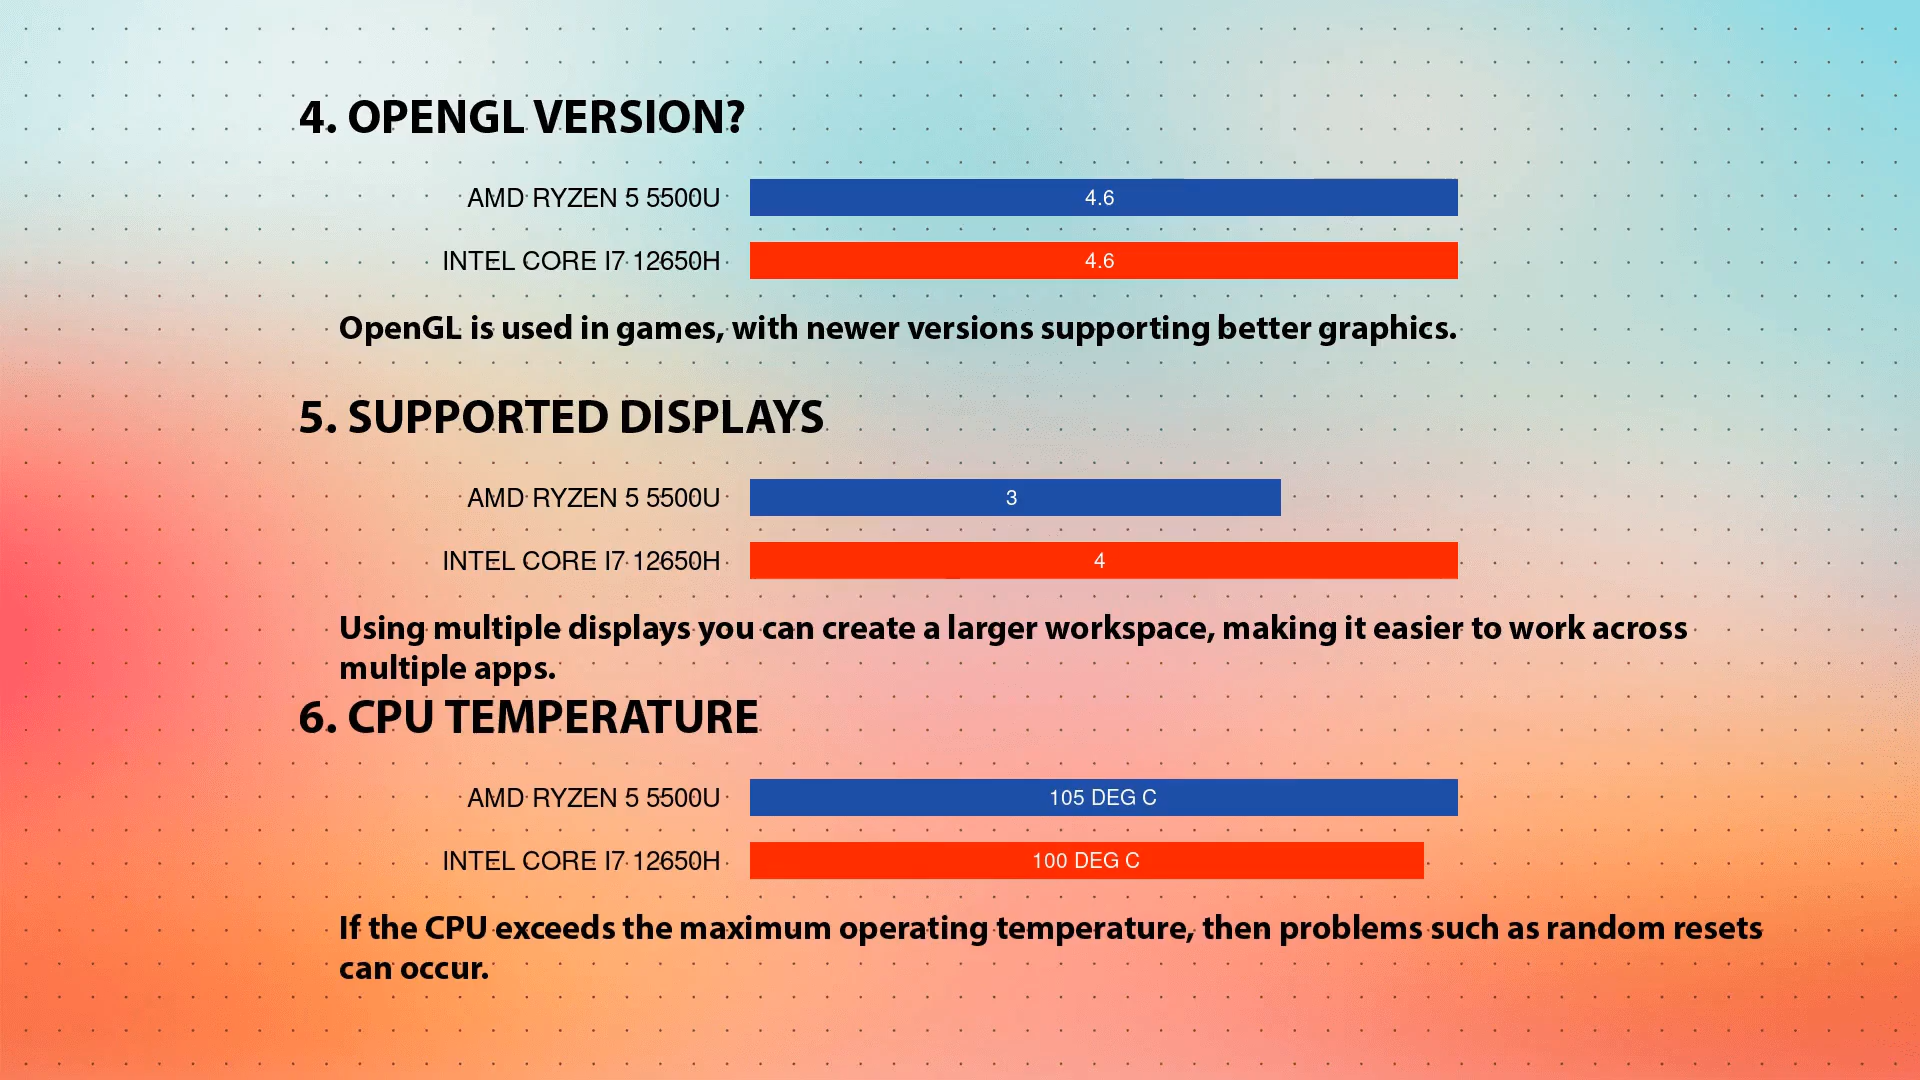 4. OPENGL VERSION?
AMD RYZEN 5 5500U
4.6
INTEL CORE I7 12650H
4.6
OpenGL is used in games, with newer versions supporting better graphics.
5. SUPPORTED DISPLAYS
AMD RYZEN 5 5500U
3
INTEL CORE I7 12650H
4
Using multiple displays you can create a larger workspace, making it easier to work across
multiple apps.
6. CPU TEMPERATURE
AMD RYZEN 5 5500U
105 DEG C
INTEL CORE I7 12650H
100 DEG C
If the CPU exceeds the maximum operating temperature, then problems such as random resets
can occur.